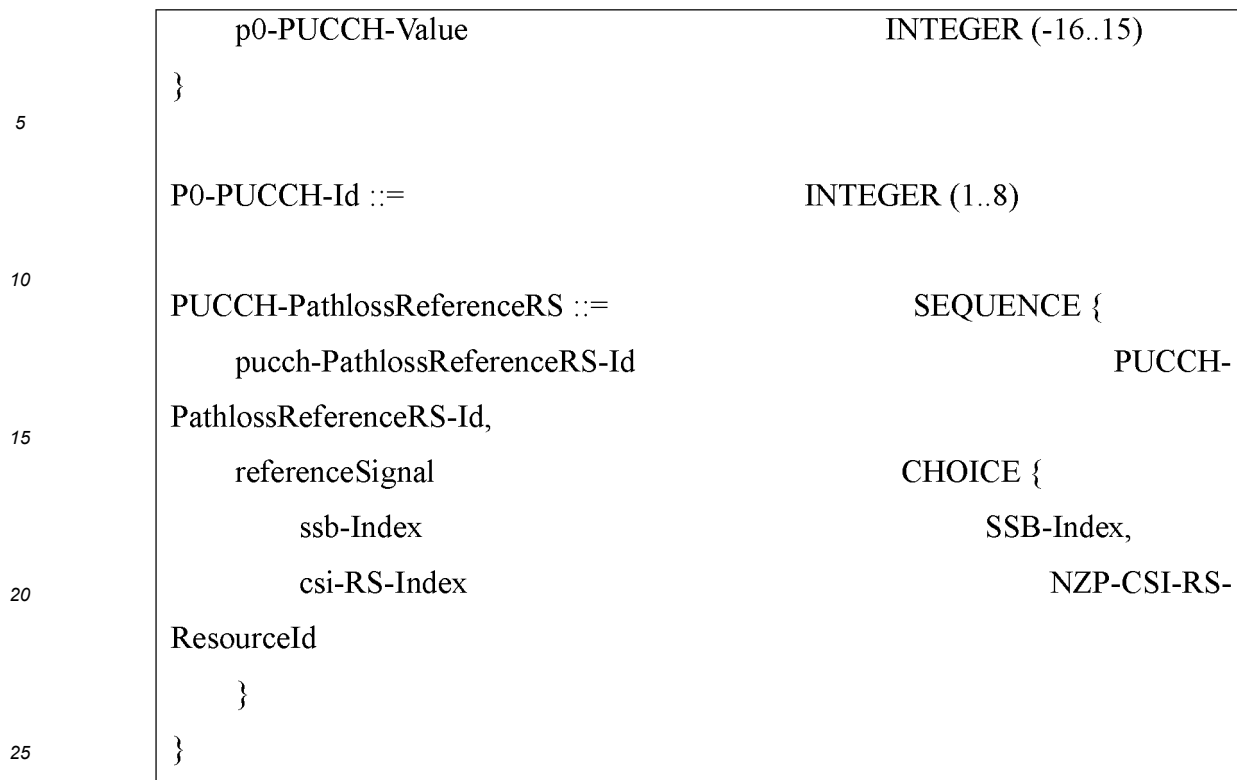 p0-PUCCH-Value INTEGER (-16..15)
}
5
P0-PUCCH-Id ::= INTEGER (1..8)
10
PUCCH-PathlossReferenceRS ::= SEQUENCE {
pucch-PathlossReferenceRS-Id PUCCH-
PathlossReferenceRS-Id,
15
referenceSignal CHOICE {
ssb-Index SSB-Index,
csi-RS-Index NZP-CSI-RS-
20
ResourceId
}
25
}